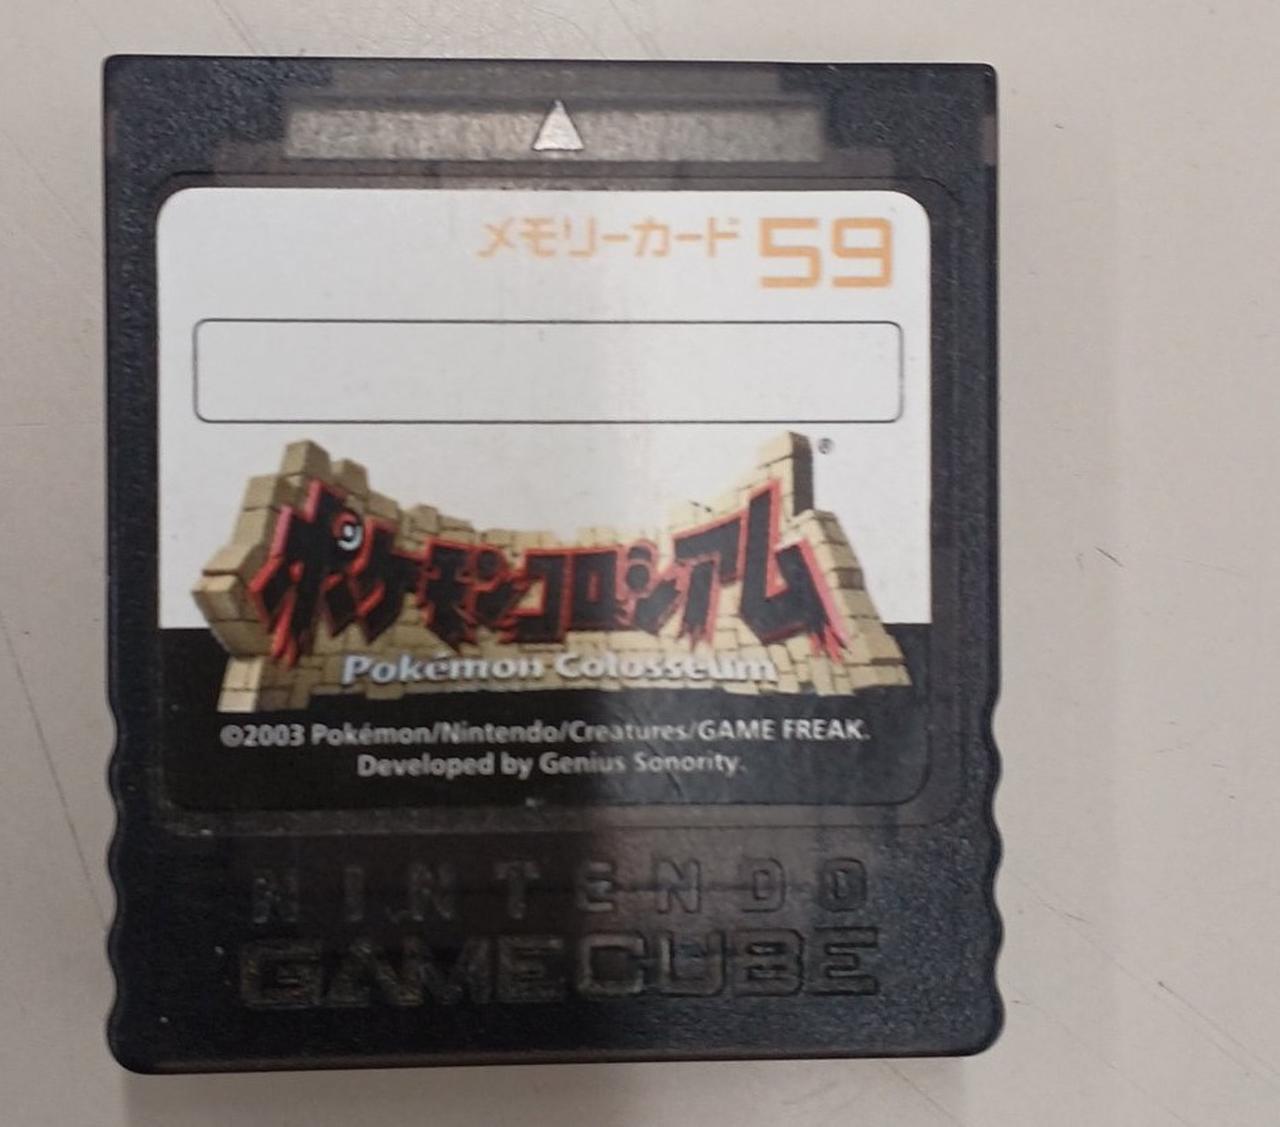 メモリーカード 59
®
ポケモンコロシアム
Pokémon Colosseum
©2003 Pokémon/Nintendo/Creatures/GAME FREAK.
Developed by Genius Sonority.
NINTENDO
GAMECUBE